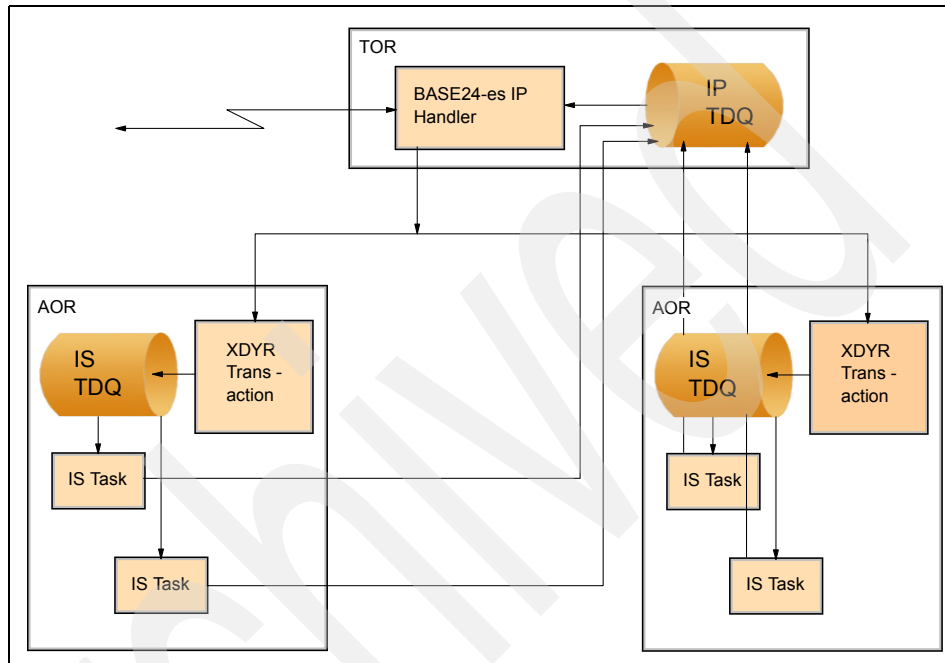 TOR
BASE24-es IP
Handler
IP
TDQ
AOR
IS
TDQ
XDYR
Trans -
action
IS Task
IS Task
AOR
IS
TDQ
XDYR
Trans -
action
IS Task
IS Task